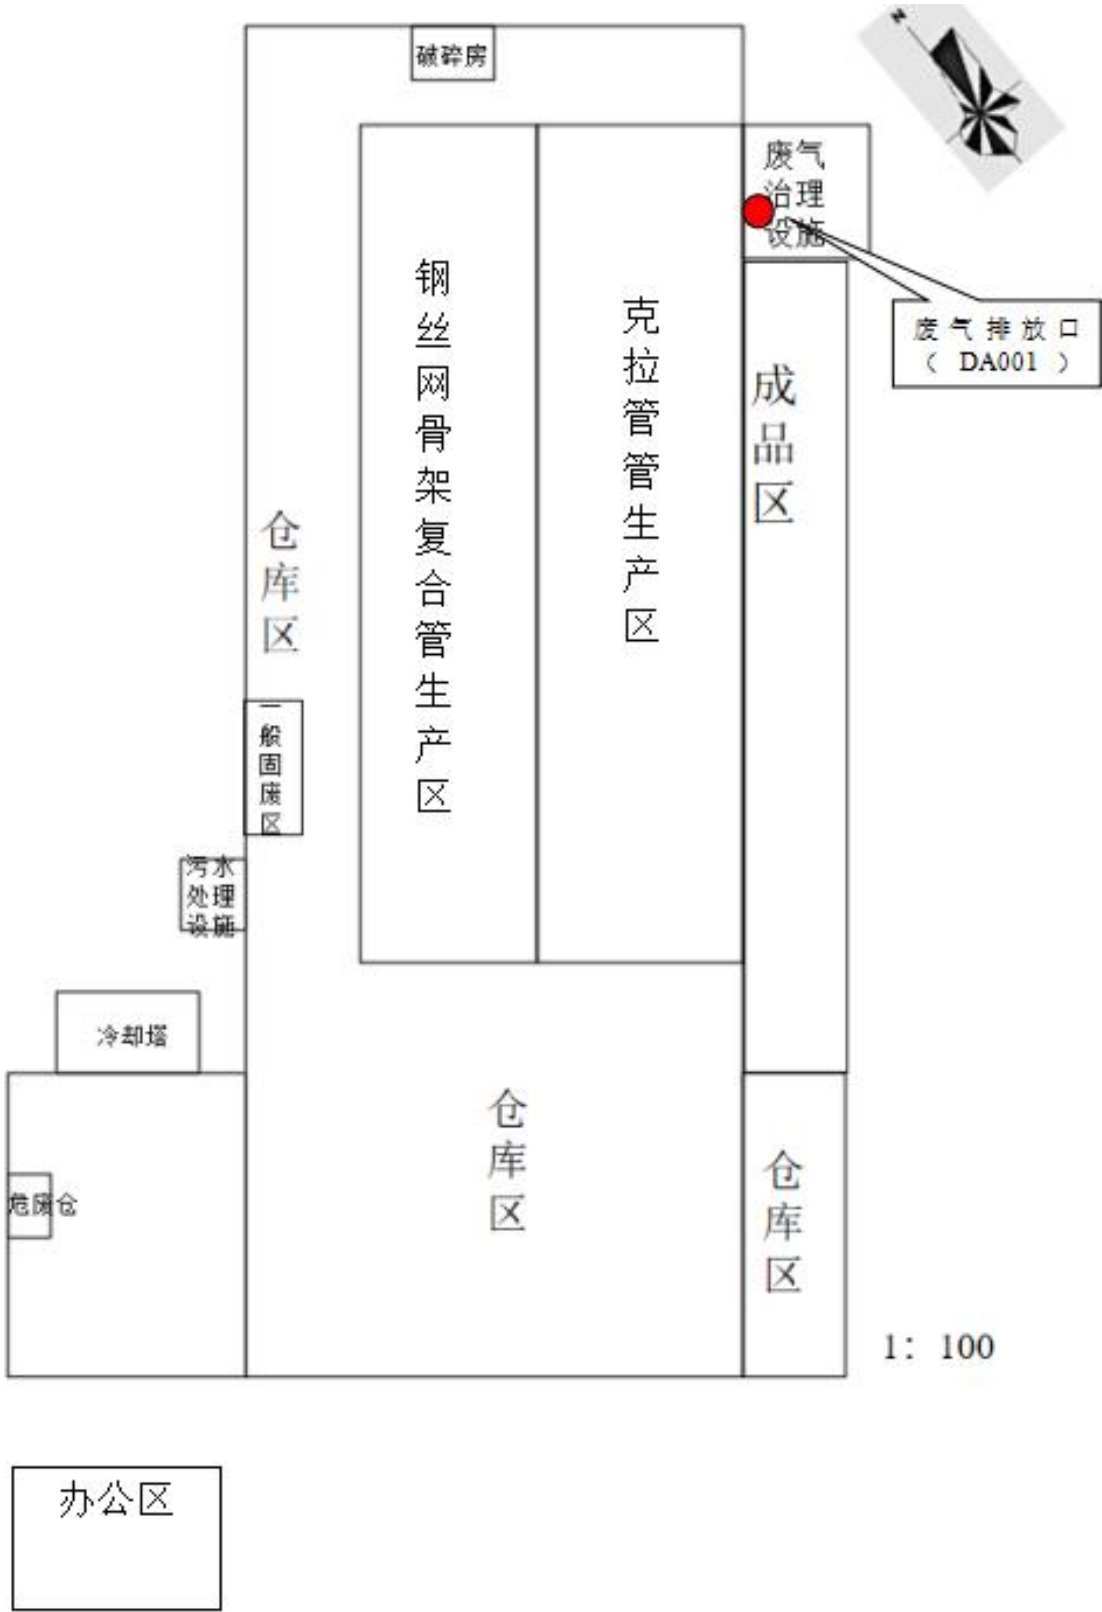 破碎房
N
废气
治理
设施
废气排放口
（ DA001 ）
钢丝网骨架复合管生产区
克拉管管生产区
成品区
仓库区
一般固废区
污水
处理
设施
冷却塔
危废仓
仓库区
仓库区
1：100
办公区